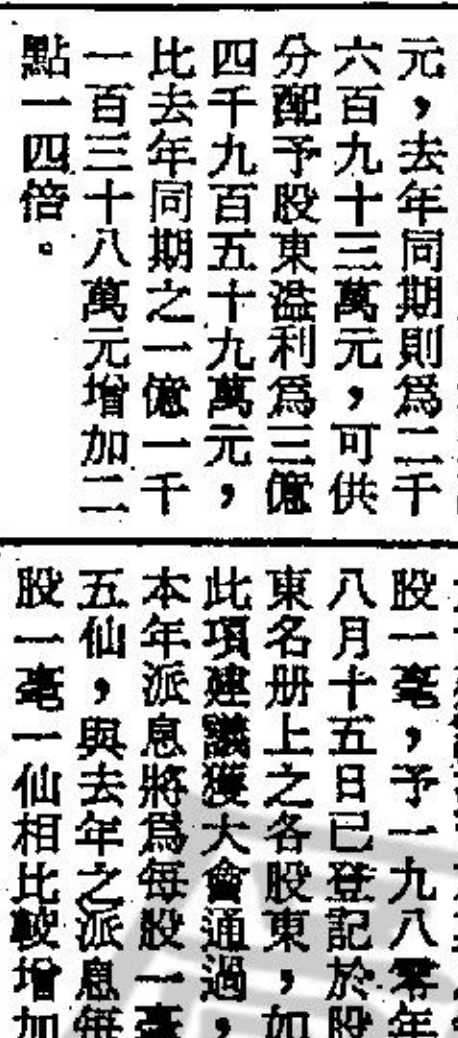 元，去年同期則爲二千
六百九十三萬元，可供
分配予股東溢利爲三億
四千九百五十九萬元，
比去年同期之一億一千
一百三十八萬元增加二
點一四倍。
股一毫，予一九八零年
八月十五日已登記於股
東名册上之各股東，如
此項建議獲大會通過，
本年派息將爲每股一毫
五仙，與去年之派息每
股一毫一仙相比較增加